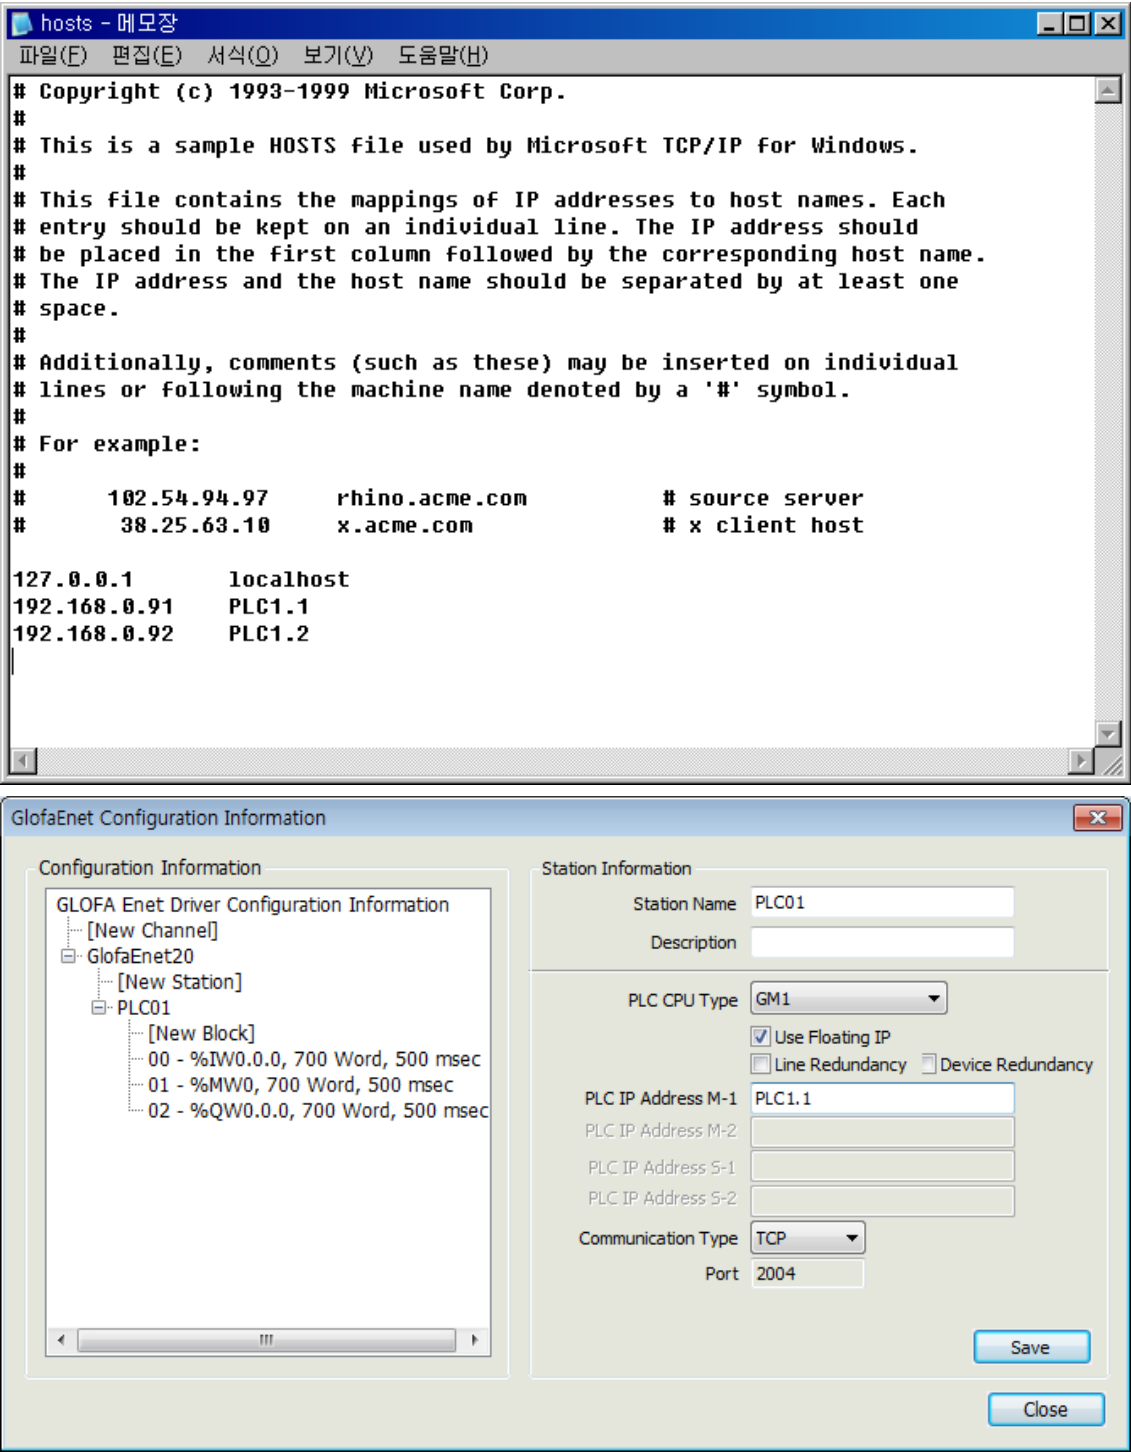 hosts - 메모장
파일(F) 편집(E) 서식(O) 보기(V) 도움말(H)
# Copyright (c) 1993-1999 Microsoft Corp.
#
# This is a sample HOSTS file used by Microsoft TCP/IP for Windows.
#
# This file contains the mappings of IP addresses to host names. Each
# entry should be kept on an individual line. The IP address should
# be placed in the first column followed by the corresponding host name.
# The IP address and the host name should be separated by at least one
# space.
#
# Additionally, comments (such as these) may be inserted on individual
# lines or following the machine name denoted by a '#' symbol.
#
# For example:
#
# 102.54.94.97 rhino.acme.com # source server
# 38.25.63.10 x.acme.com # x client host
127.0.0.1 localhost
192.168.0.91 PLC1.1
192.168.0.92 PLC1.2
GlofaEnet Configuration Information
Configuration Information
GLOFA Enet Driver Configuration Information
[New Channel]
GlofaEnet20
[New Station]
PLC01
[New Block]
00 - %IW0.0.0, 700 Word, 500 msec
01 - %MW0, 700 Word, 500 msec
02 - %QW0.0.0, 700 Word, 500 msec
Station Information
Station Name PLC01
Description
PLC CPU Type GM1
Use Floating IP
Line Redundancy Device Redundancy
PLC IP Address M-1 PLC1.1
PLC IP Address M-2
PLC IP Address S-1
PLC IP Address S-2
Communication Type TCP
Port 2004
Save
Close